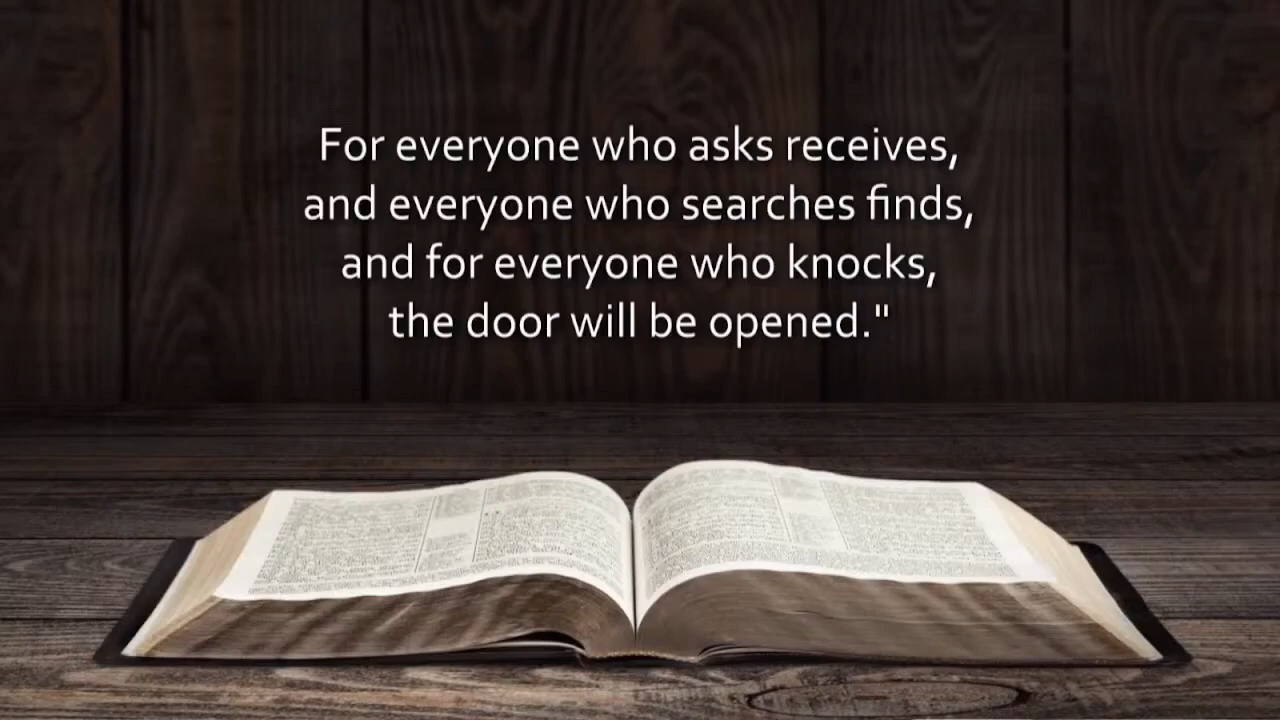 For everyone who asks receives,
and everyone who searches finds,
and for everyone who knocks,
the door will be opened."